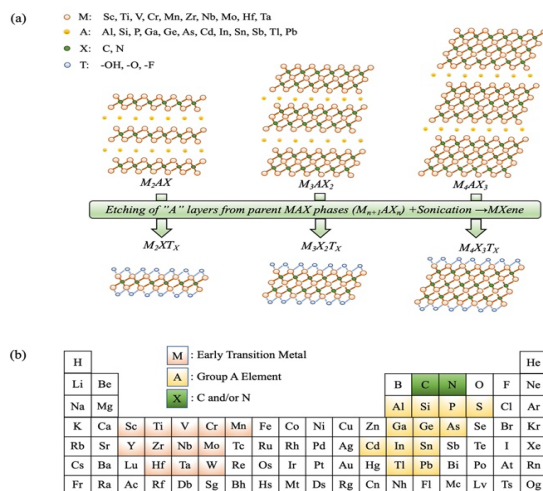 (a)
M: Sc, Ti, V, Cr, Mn, Zr, Nb, Mo, Hf, Ta
A: Al, Si, P, Ga, Ge, As, Cd, In, Sn, Sb, Tl, Pb
X: C, N
T: -OH, -O, -F
M2AX M3AX2 M4AX3
Etching of "A" layers from parent MAX phases (Mn+1AXn) +Sonication →MXene
M2XTX M3X2TX M4X3TX
(b)
M : Early Transition Metal
A : Group A Element
X : C and/or N
H He
Li Be B C N O F Ne
Na Mg Al Si P S Cl Ar
K Ca Sc Ti V Cr Mn Fe Co Ni Cu Zn Ga Ge As Se Br Kr
Rb Sr Y Zr Nb Mo Tc Ru Rh Pd Ag Cd In Sn Sb Te I Xe
Cs Ba Lu Hf Ta W Re Os Ir Pt Au Hg Tl Pb Bi Po At Rn
Fr Ra Ac Rf Db Sg Bh Hs Mt Ds Rg Cn Nh Fl Mc Lv Ts Og